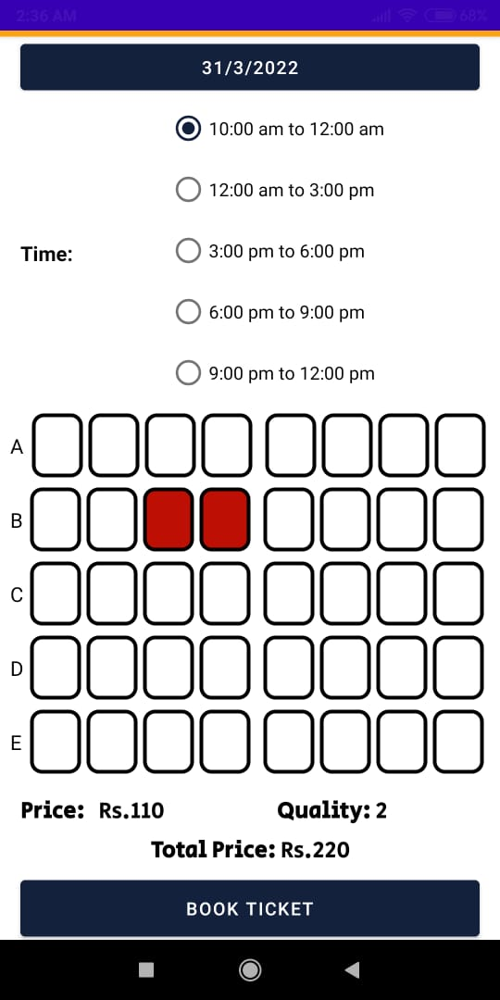 2:36 AM 68%
31/3/2022
10:00 am to 12:00 am
12:00 am to 3:00 pm
Time:
3:00 pm to 6:00 pm
6:00 pm to 9:00 pm
9:00 pm to 12:00 pm
A
B
C
D
E
Price: Rs.110 Quality: 2
Total Price: Rs.220
BOOK TICKET